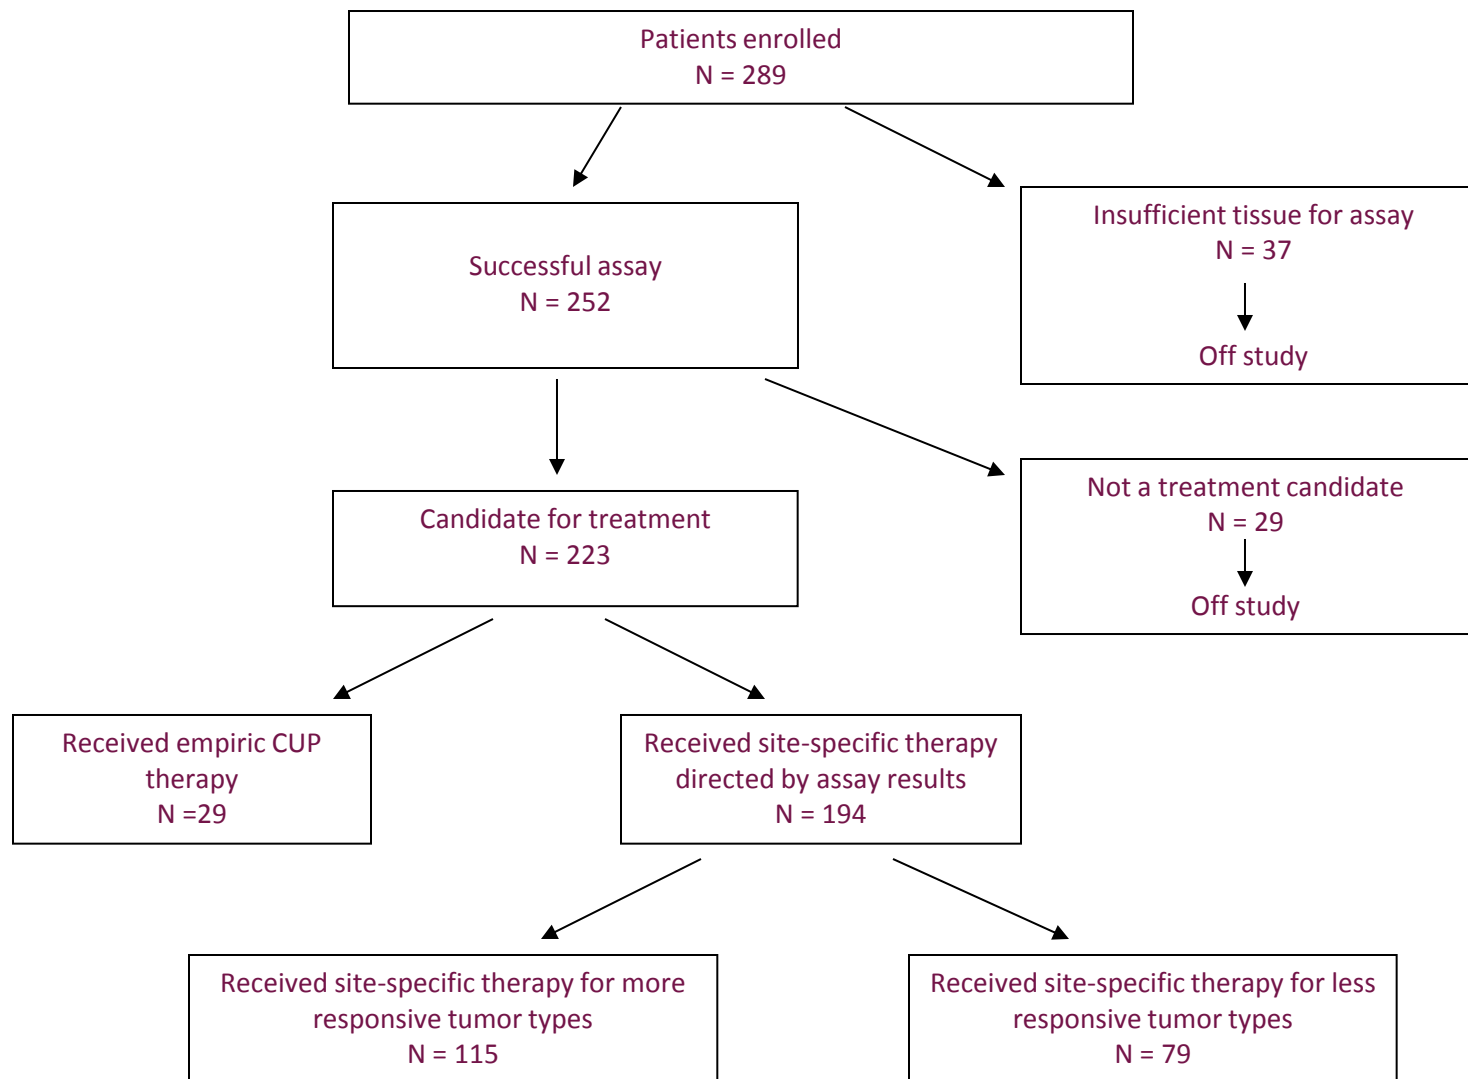 Patients enrolled
N = 289
Successful assay
N = 252
Insufficient tissue for assay
N = 37
Off study
Candidate for treatment
N = 223
Not a treatment candidate
N = 29
Off study
Received empiric CUP
therapy
N =29
Received site-specific therapy
directed by assay results
N = 194
Received site-specific therapy for more
responsive tumor types
N = 115
Received site-specific therapy for less
responsive tumor types
N = 79